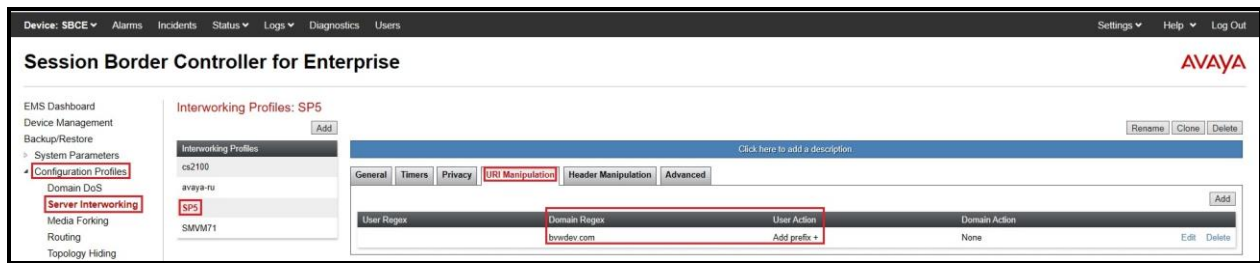 Device: SBCE Alarms Incidents Status Logs Diagnostics Users Settings Help Log Out
Session Border Controller for Enterprise
AVAYA
EMS Dashboard
Device Management
Backup/Restore
System Parameters
Configuration Profiles
Domain DoS
Server Interworking
Media Forking
Routing
Topology Hiding
Interworking Profiles: SP5
Add
Rename Clone Delete
Interworking Profiles
cs2100
avaya-ru
SP5
SMVM71
Click here to add a description
General Timers Privacy URI Manipulation Header Manipulation Advanced
Add
User Regex Domain Regex User Action Domain Action
bvwdev.com Add prefix + None Edit Delete